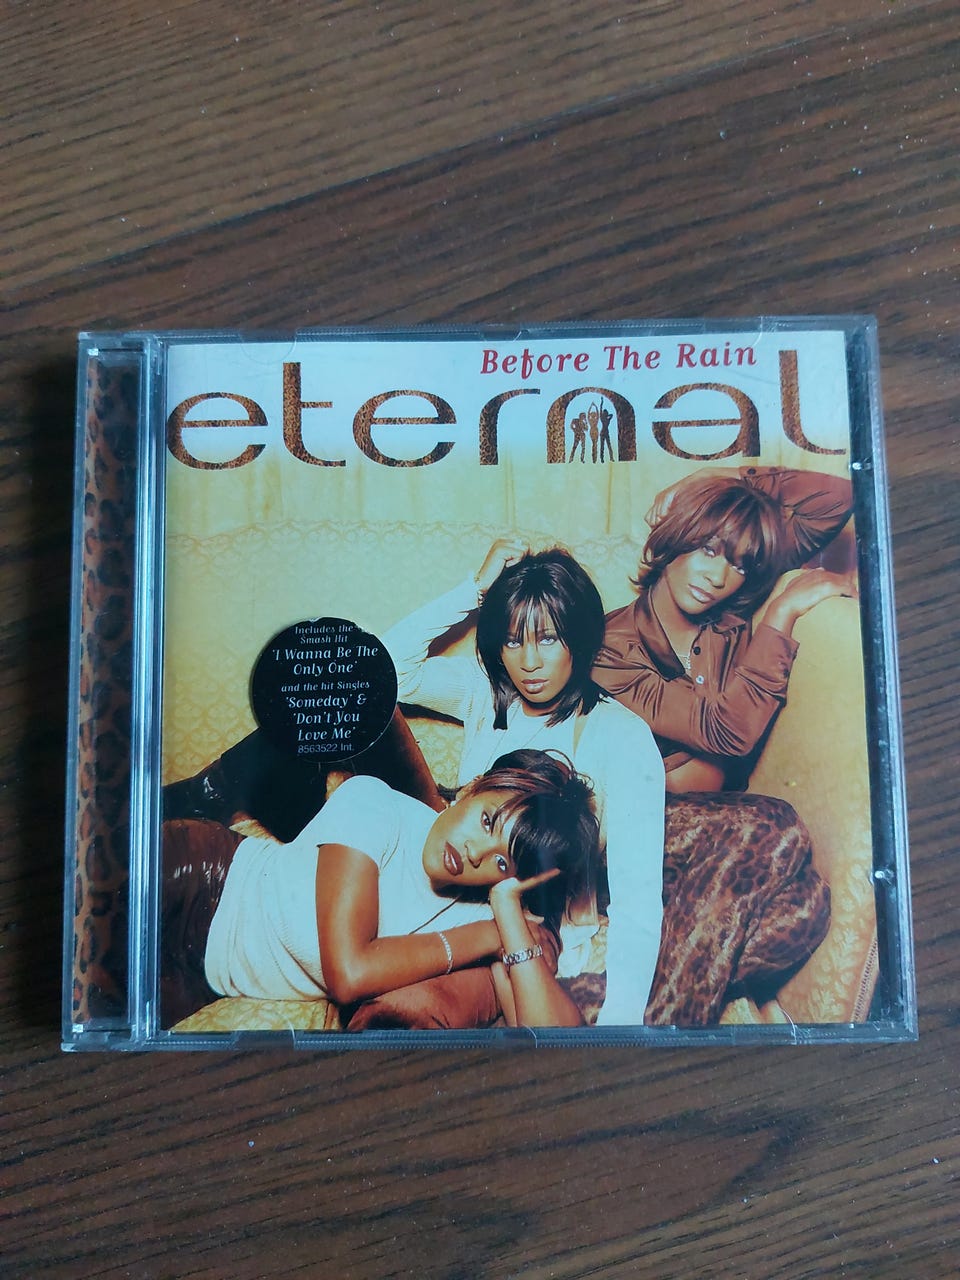 Before The Rain
eternal
Includes the
Smash Hit
'I Wanna Be The
Only One'
and the hit Singles
'Someday' &
'Don't You
Love Me'
8563522 Int.